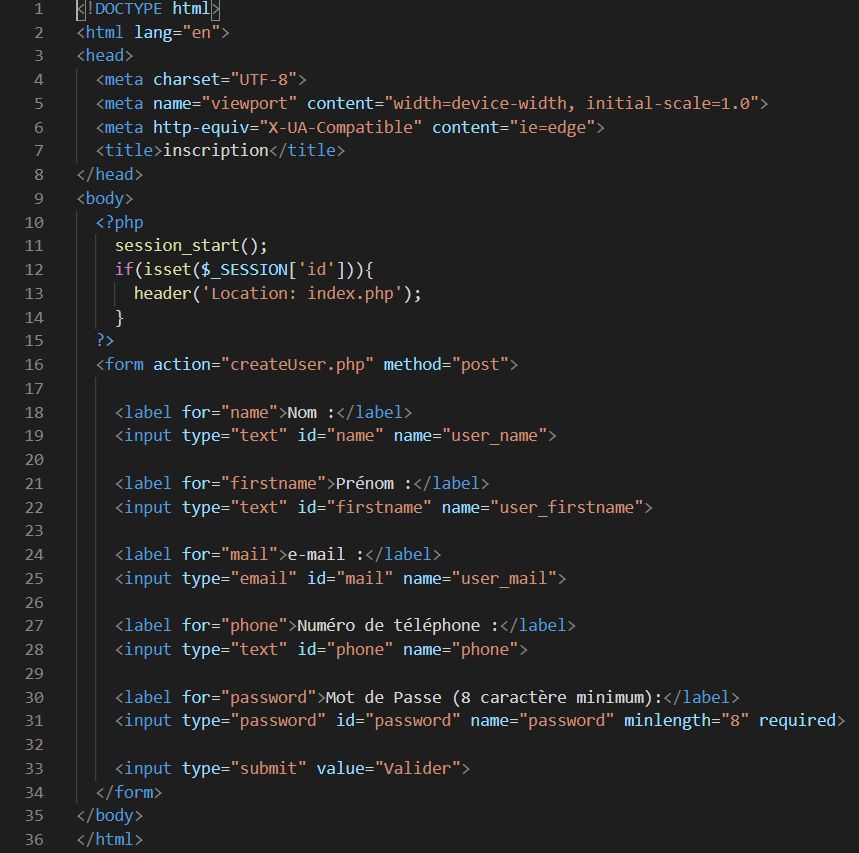 1 <!DOCTYPE html>
2 <html lang="en">
3 <head>
4   <meta charset="UTF-8">
5   <meta name="viewport" content="width=device-width, initial-scale=1.0">
6   <meta http-equiv="X-UA-Compatible" content="ie=edge">
7   <title>inscription</title>
8 </head>
9 <body>
10   <?php
11     session_start();
12     if(isset($_SESSION['id'])){
13       header('Location: index.php');
14     }
15   ?>
16   <form action="createUser.php" method="post">
17
18     <label for="name">Nom :</label>
19     <input type="text" id="name" name="user_name">
20
21     <label for="firstname">Prénom :</label>
22     <input type="text" id="firstname" name="user_firstname">
23
24     <label for="mail">e-mail :</label>
25     <input type="email" id="mail" name="user_mail">
26
27     <label for="phone">Numéro de téléphone :</label>
28     <input type="text" id="phone" name="phone">
29
30     <label for="password">Mot de Passe (8 caractère minimum):</label>
31     <input type="password" id="password" name="password" minlength="8" required>
32
33     <input type="submit" value="Valider">
34   </form>
35 </body>
36 </html>